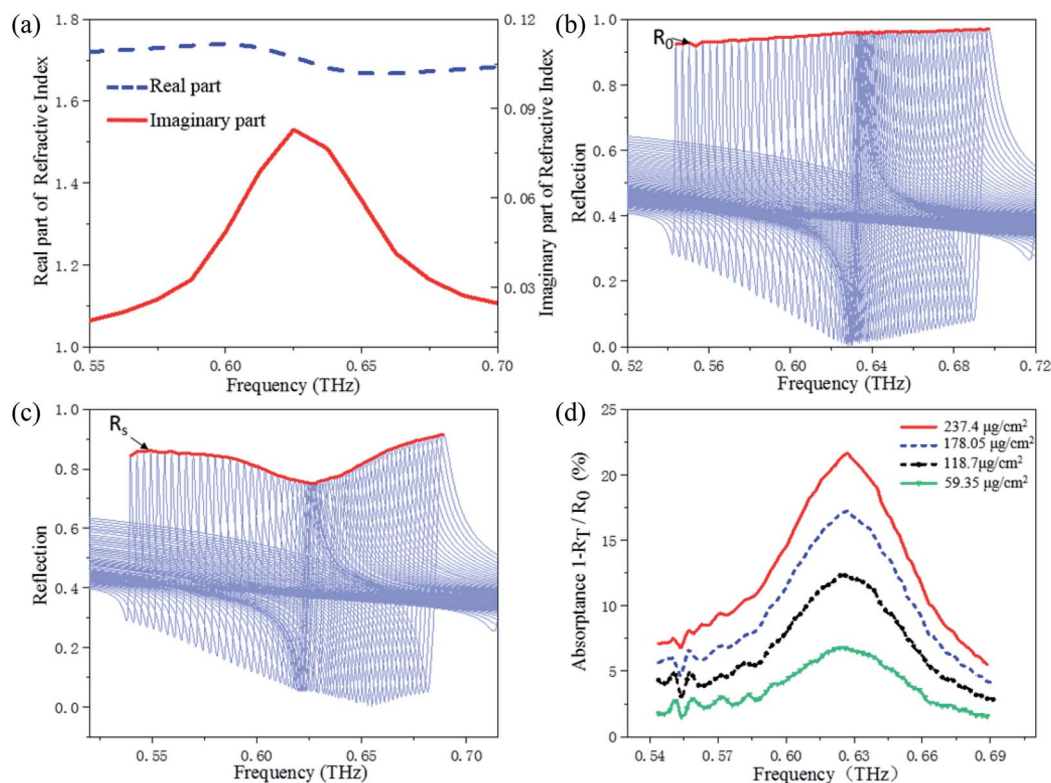 (a)
1.8
1.6
1.4
1.2
1.0
Real part of Refractive Index
Real part
Imaginary part
0.12
0.09
0.06
0.03
0.00
Imaginary part of Refractive Index
0.55
0.60
0.65
0.70
Frequency (THz)
(b)
1.0
0.8
0.6
0.4
0.2
0.0
Reflection
R0
0.52
0.56
0.60
0.64
0.68
0.72
Frequency (THz)
(c)
1.0
0.8
0.6
0.4
0.2
0.0
Reflection
Rs
0.55
0.60
0.65
0.70
Frequency (THz)
(d)
25
20
15
10
5
0
Absorptance 1-RT / R0 (%)
237.4 μg/cm²
178.05 μg/cm²
118.7μg/cm²
59.35 μg/cm²
0.54
0.57
0.60
0.63
0.66
0.69
Frequency（THz）